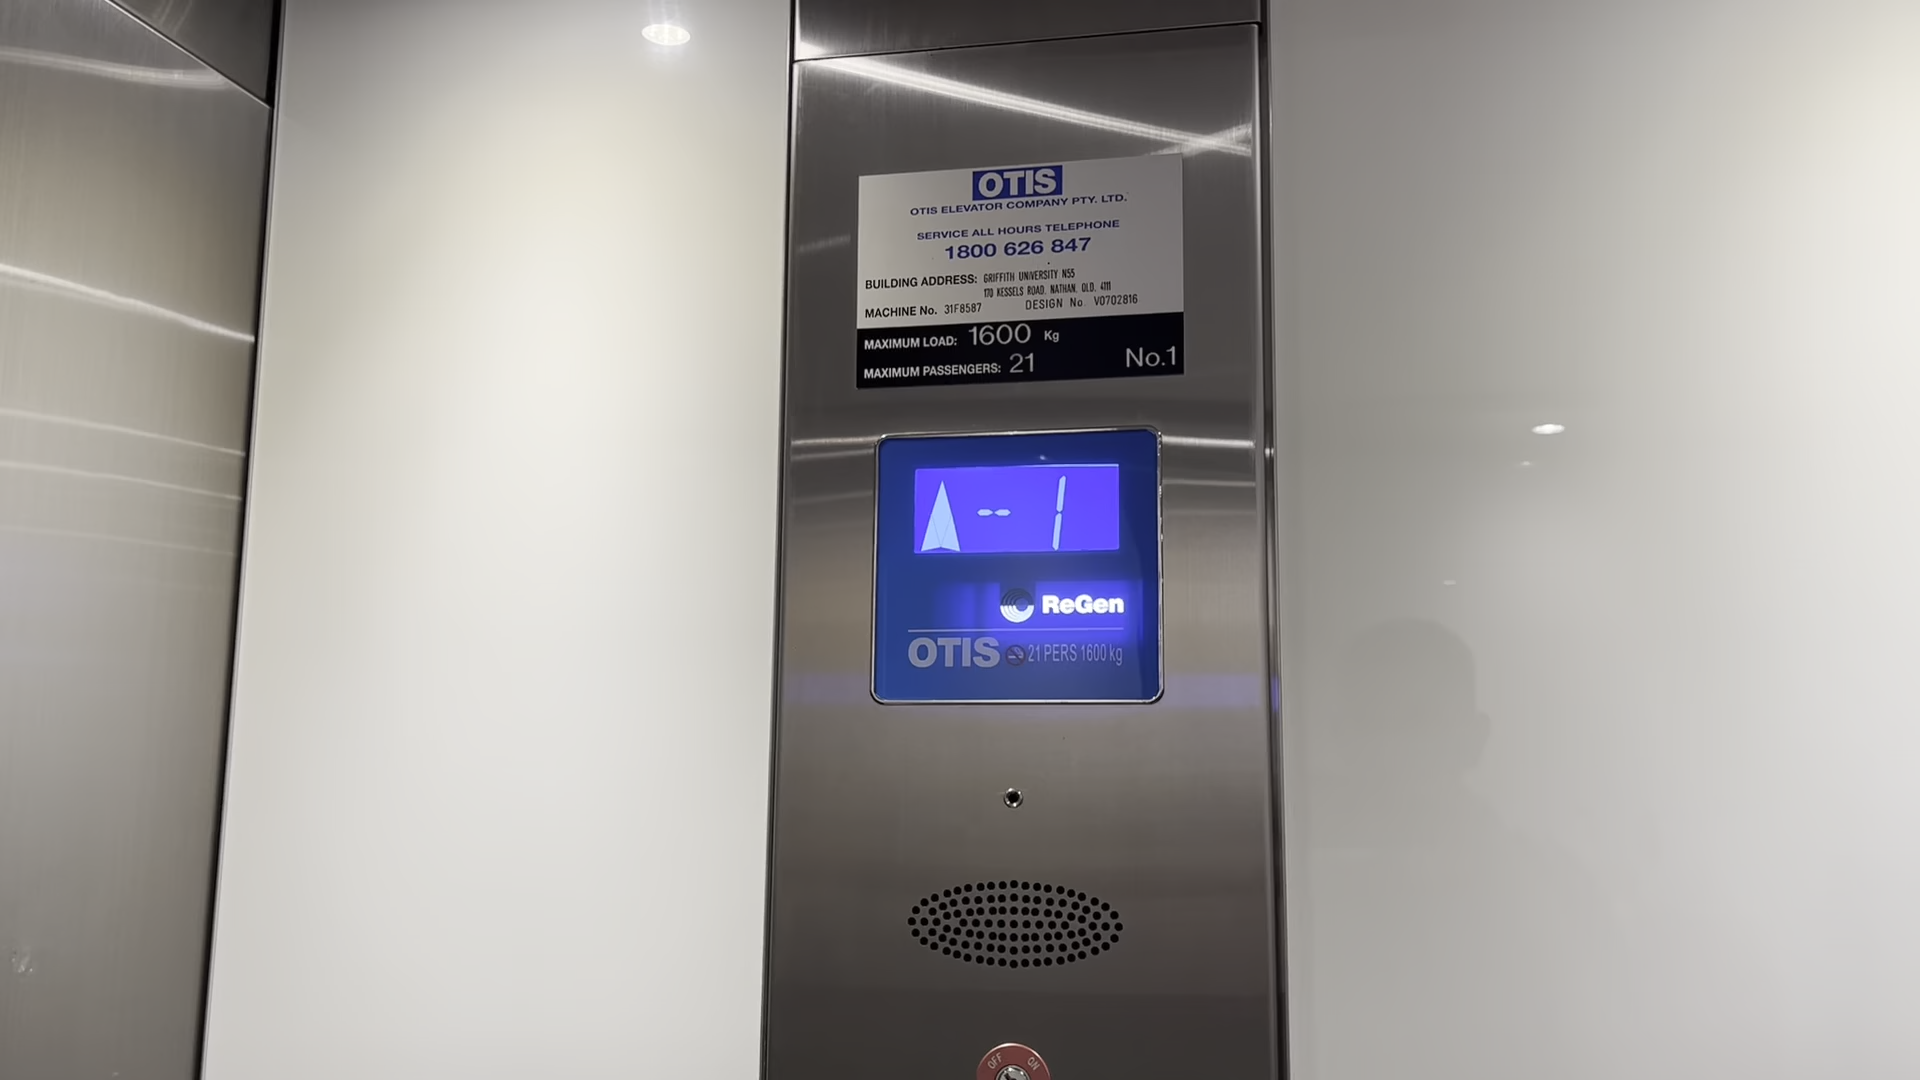 OTIS
OTIS ELEVATOR COMPANY PTY. LTD.
SERVICE ALL HOURS TELEPHONE
1800 626 847
BUILDING ADDRESS: GRIFFITH UNIVERSITY N55
170 KESSELS ROAD, NATHAN, QLD, 4111
MACHINE No. 31F8587 DESIGN No. V0702816
MAXIMUM LOAD: 1600 Kg
MAXIMUM PASSENGERS: 21 No.1
-1
ReGen
OTIS 21 PERS 1600 kg
OFF ON